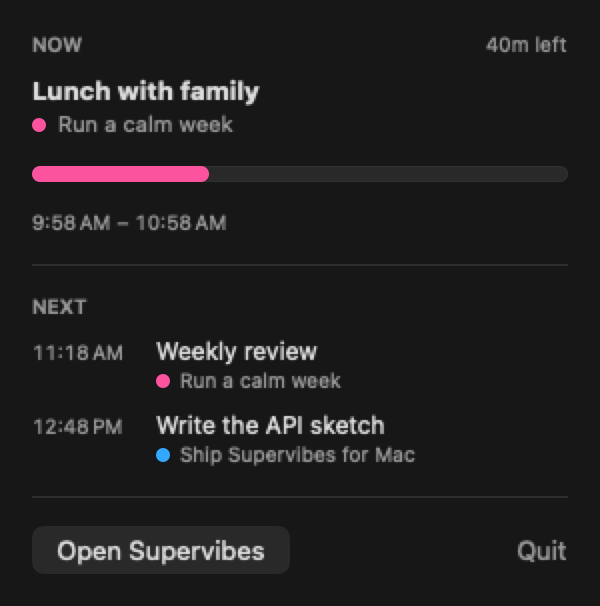 NOW
40m left
Lunch with family
Run a calm week
9:58 AM – 10:58 AM
NEXT
11:18 AM Weekly review
Run a calm week
12:48 PM Write the API sketch
Ship Supervibes for Mac
Open Supervibes
Quit